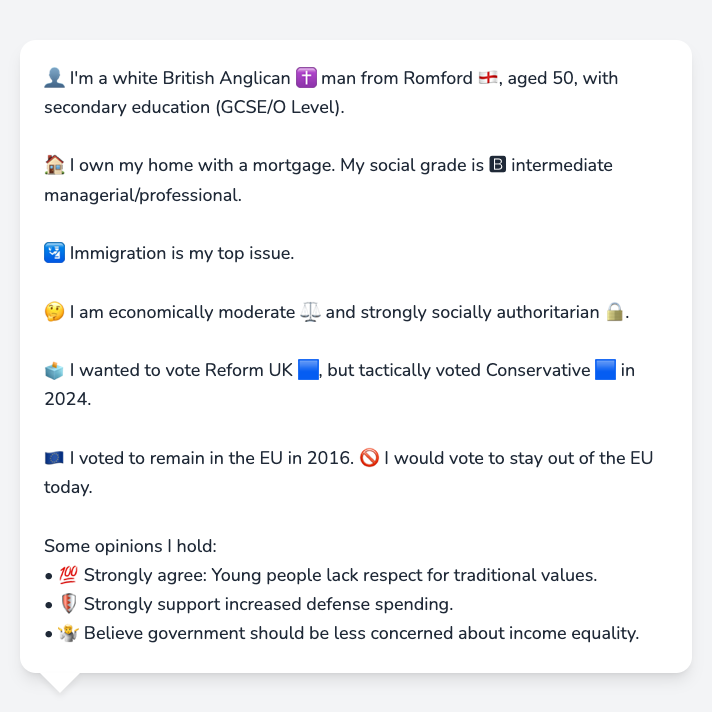 👤 I'm a white British Anglican ✝️ man from Romford 🏴󠁧󠁢󠁥󠁮󠁧󠁿, aged 50, with
secondary education (GCSE/O Level).
🏠 I own my home with a mortgage. My social grade is 🅱 intermediate
managerial/professional.
🛂 Immigration is my top issue.
🤔 I am economically moderate ⚖️ and strongly socially authoritarian 🔒.
🗳️ I wanted to vote Reform UK 🟦, but tactically voted Conservative 🟦 in
2024.
🇪🇺 I voted to remain in the EU in 2016. 🚫 I would vote to stay out of the EU
today.
Some opinions I hold:
• 💯 Strongly agree: Young people lack respect for traditional values.
• 🛡️ Strongly support increased defense spending.
• 🤷 Believe government should be less concerned about income equality.